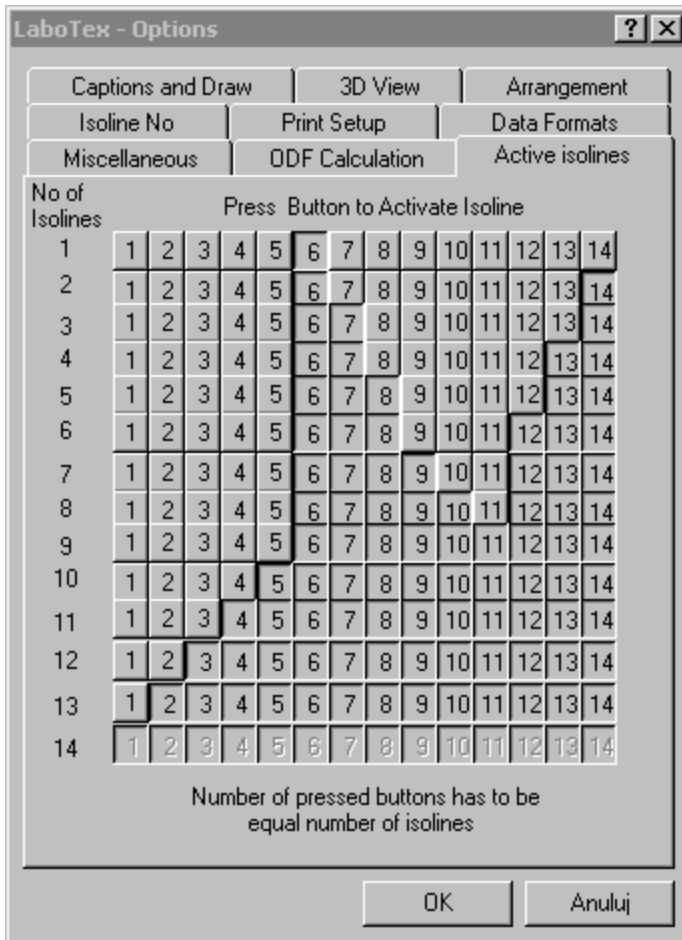 LaboTex - Options
Captions and Draw 3D View Arrangement
Isoline No Print Setup Data Formats
Miscellaneous ODF Calculation Active isolines
No of
Isolines
Press Button to Activate Isoline
1 1 2 3 4 5 6 7 8 9 10 11 12 13 14
2 1 2 3 4 5 6 7 8 9 10 11 12 13 14
3 1 2 3 4 5 6 7 8 9 10 11 12 13 14
4 1 2 3 4 5 6 7 8 9 10 11 12 13 14
5 1 2 3 4 5 6 7 8 9 10 11 12 13 14
6 1 2 3 4 5 6 7 8 9 10 11 12 13 14
7 1 2 3 4 5 6 7 8 9 10 11 12 13 14
8 1 2 3 4 5 6 7 8 9 10 11 12 13 14
9 1 2 3 4 5 6 7 8 9 10 11 12 13 14
10 1 2 3 4 5 6 7 8 9 10 11 12 13 14
11 1 2 3 4 5 6 7 8 9 10 11 12 13 14
12 1 2 3 4 5 6 7 8 9 10 11 12 13 14
13 1 2 3 4 5 6 7 8 9 10 11 12 13 14
14 1 2 3 4 5 6 7 8 9 10 11 12 13 14
Number of pressed buttons has to be
equal number of isolines
OK Anuluj